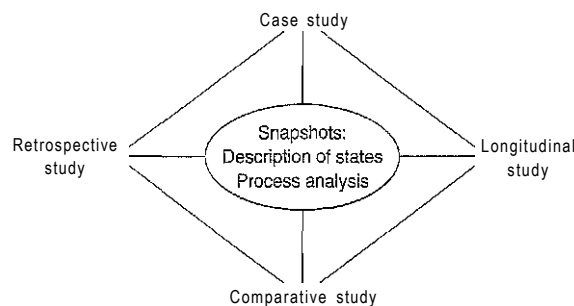 Case study
Retrospective
study
Snapshots:
Description of states
Process analysis
Longitudinal
study
Comparative study